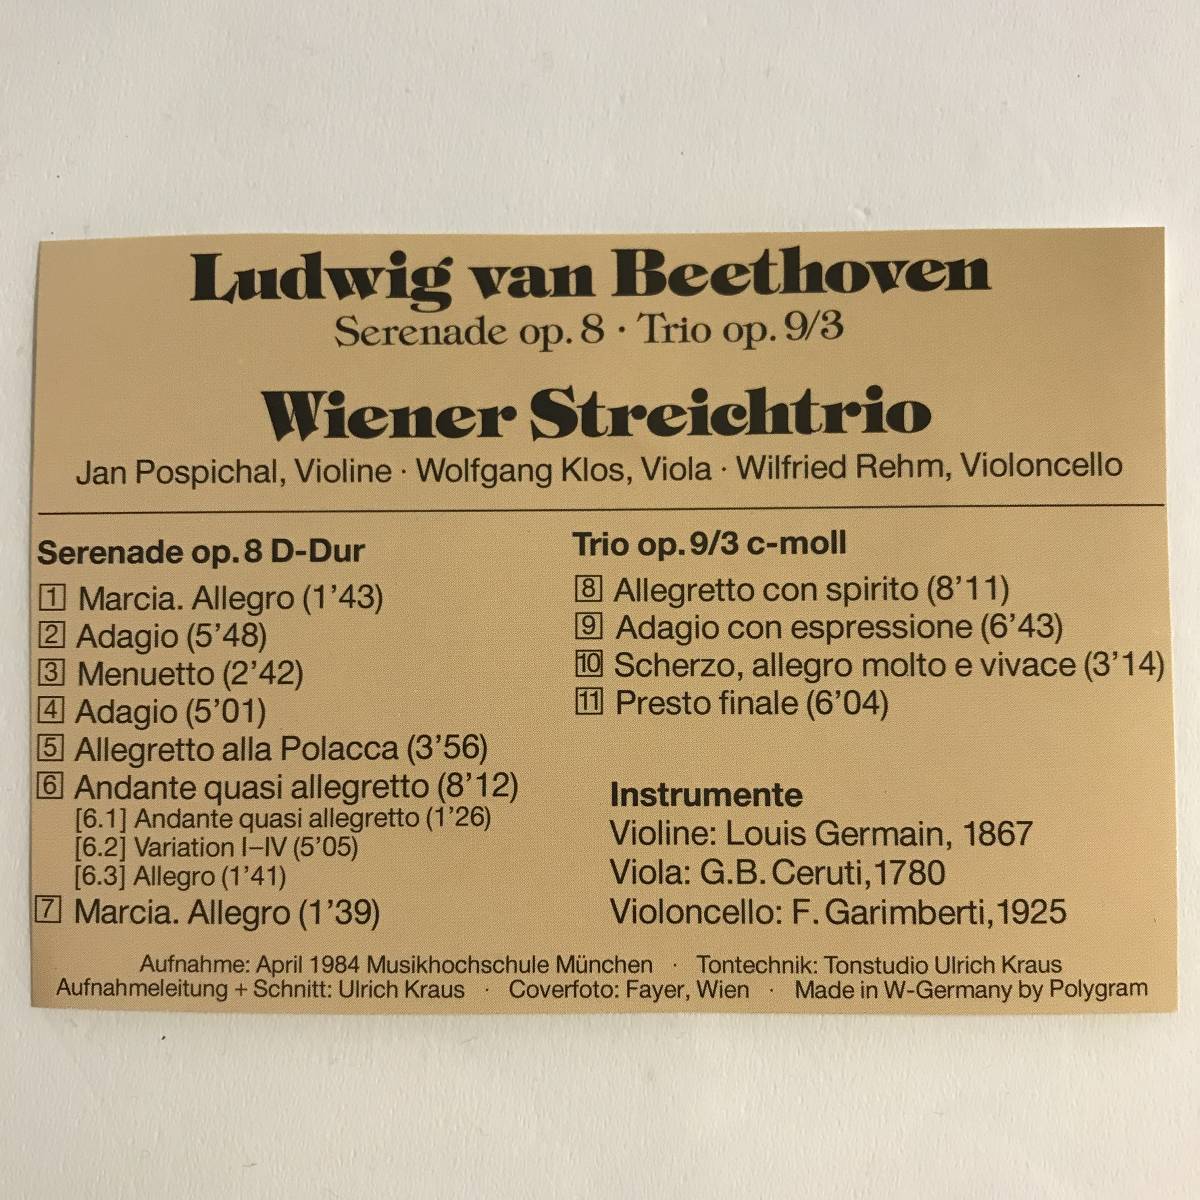 Ludwig van Beethoven
Serenade op. 8 · Trio op. 9/3
Wiener Streichtrio
Jan Pospichal, Violine · Wolfgang Klos, Viola · Wilfried Rehm, Violoncello
Serenade op. 8 D-Dur
1 Marcia. Allegro (1'43)
2 Adagio (5'48)
3 Menuetto (2'42)
4 Adagio (5'01)
5 Allegretto alla Polacca (3'56)
6 Andante quasi allegretto (8'12)
[6.1] Andante quasi allegretto (1'26)
[6.2] Variation I–IV (5'05)
[6.3] Allegro (1'41)
7 Marcia. Allegro (1'39)
Trio op. 9/3 c-moll
8 Allegretto con spirito (8'11)
9 Adagio con espressione (6'43)
10 Scherzo, allegro molto e vivace (3'14)
11 Presto finale (6'04)
Instrumente
Violine: Louis Germain, 1867
Viola: G. B. Ceruti, 1780
Violoncello: F. Garimberti, 1925
Aufnahme: April 1984 Musikhochschule München · Tontechnik: Tonstudio Ulrich Kraus
Aufnahmeleitung + Schnitt: Ulrich Kraus · Coverfoto: Fayer, Wien · Made in W-Germany by Polygram